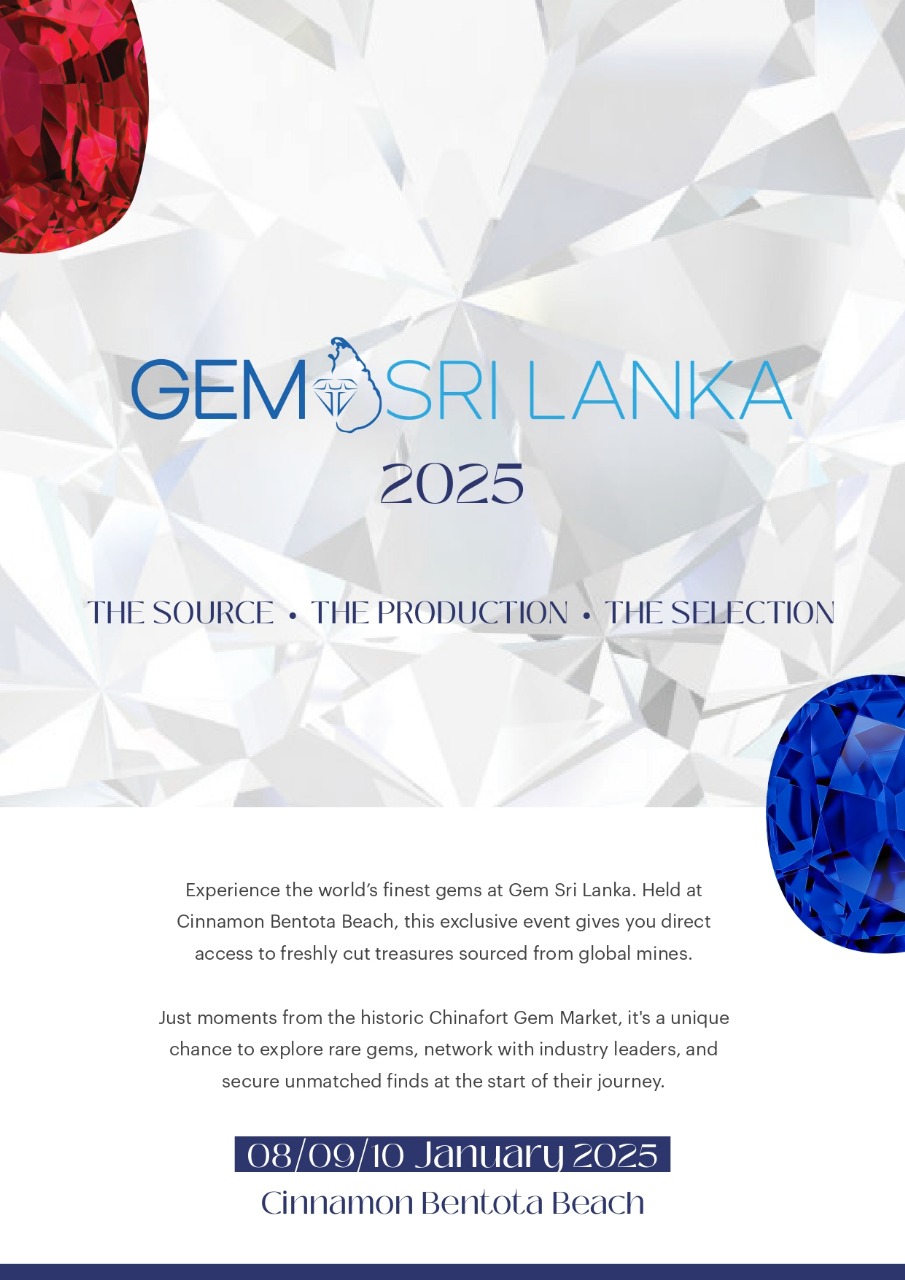 GEM SRI LANKA
2025
THE SOURCE • THE PRODUCTION • THE SELECTION
Experience the world’s finest gems at Gem Sri Lanka. Held at
Cinnamon Bentota Beach, this exclusive event gives you direct
access to freshly cut treasures sourced from global mines.
Just moments from the historic Chinafort Gem Market, it's a unique
chance to explore rare gems, network with industry leaders, and
secure unmatched finds at the start of their journey.
08/09/10 January 2025
Cinnamon Bentota Beach